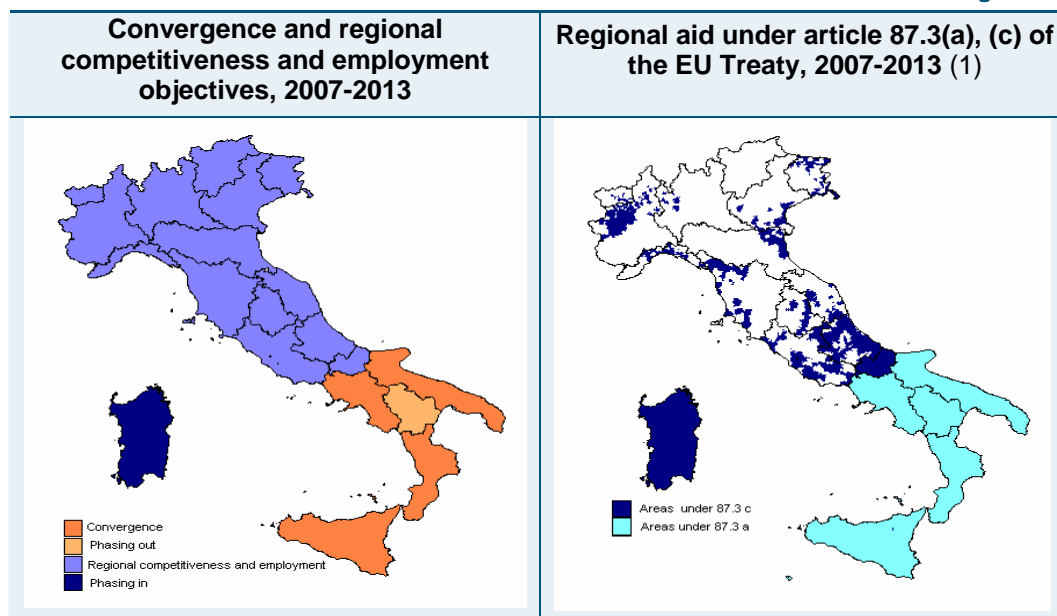 Convergence and regional
competitiveness and employment
objectives, 2007-2013
Regional aid under article 87.3(a), (c) of
the EU Treaty, 2007-2013 (1)
Convergence
Phasing out
Regional competitiveness and employment
Phasing in
Areas under 87.3 c
Areas under 87.3 a